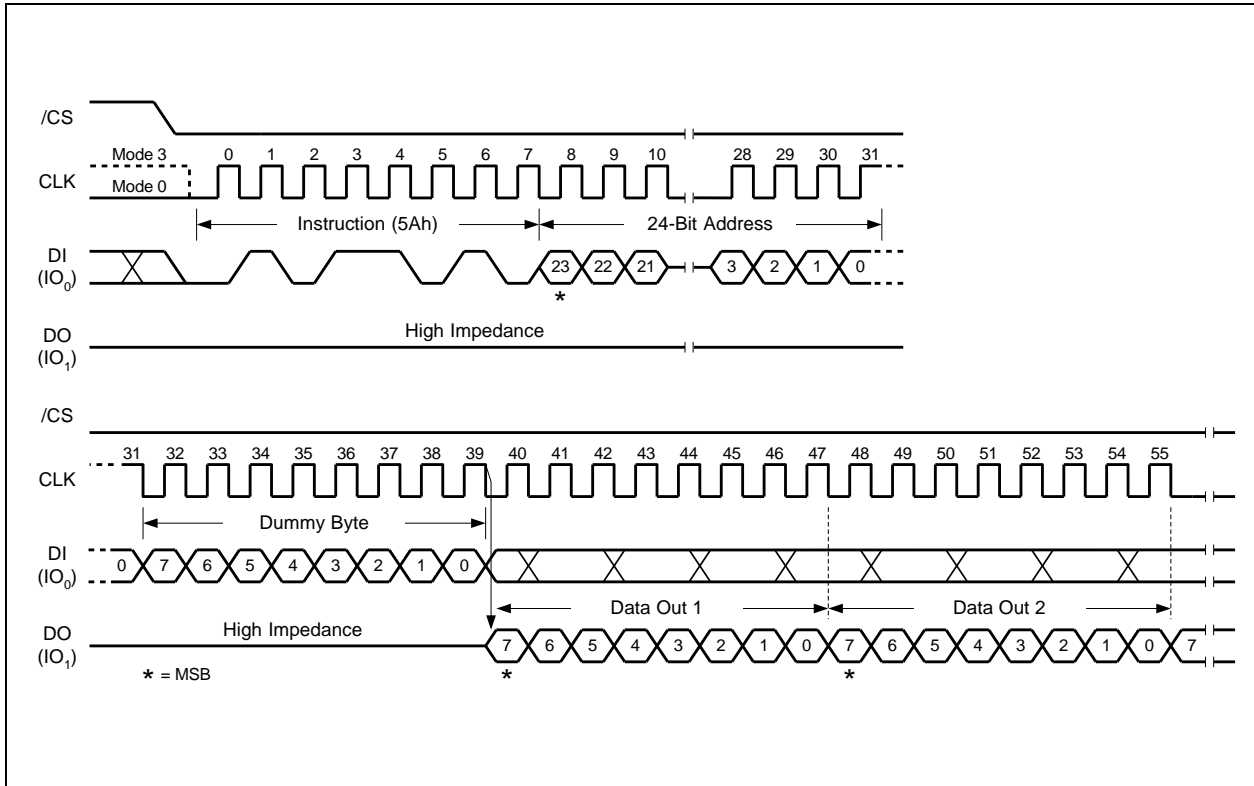 /CS
Mode 3 0 1 2 3 4 5 6 7 8 9 10 28 29 30 31
CLK
Mode 0
Instruction (5Ah) 24-Bit Address
DI
(IO0) 23 22 21 3 2 1 0
*
DO High Impedance
(IO1)
/CS
31 32 33 34 35 36 37 38 39 40 41 42 43 44 45 46 47 48 49 50 51 52 53 54 55
CLK
Dummy Byte
DI
(IO0) 0 7 6 5 4 3 2 1 0
Data Out 1 Data Out 2
DO High Impedance
(IO1) 7 6 5 4 3 2 1 0 7 6 5 4 3 2 1 0 7
* = MSB * *